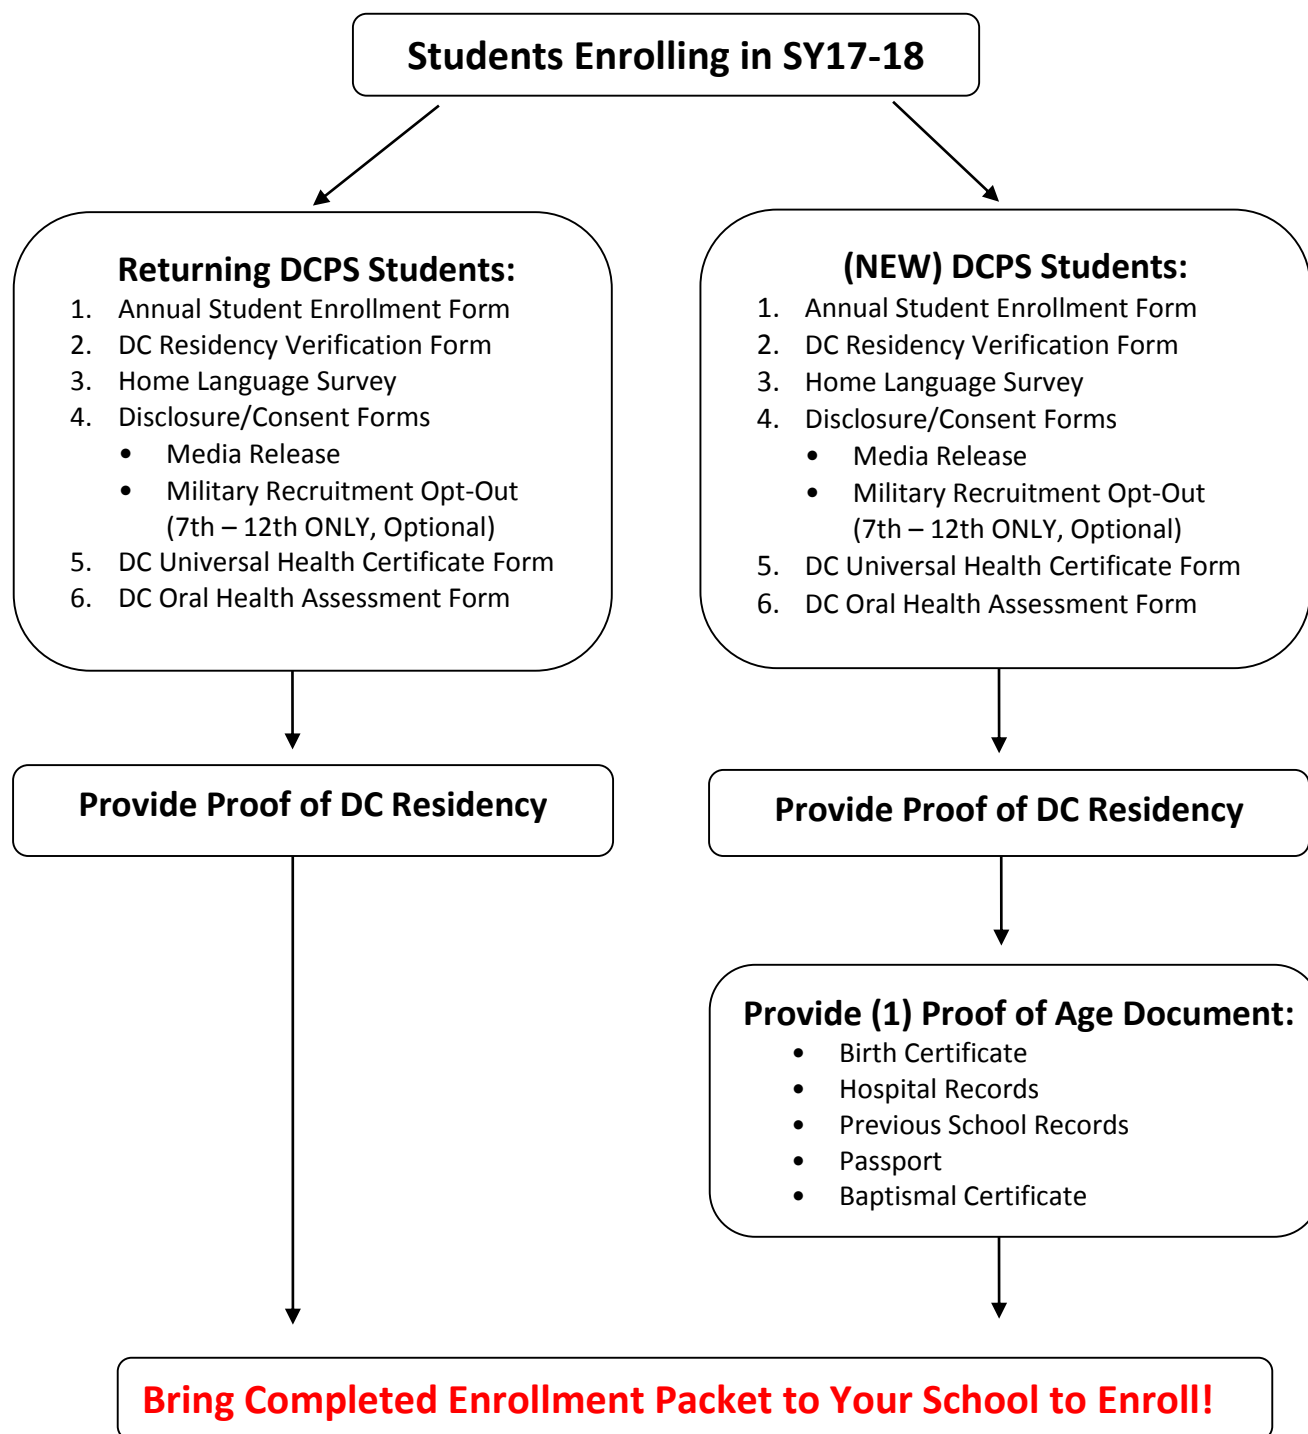 Students Enrolling in SY17-18
Returning DCPS Students:
1. Annual Student Enrollment Form
2. DC Residency Verification Form
3. Home Language Survey
4. Disclosure/Consent Forms
• Media Release
• Military Recruitment Opt-Out
(7th – 12th ONLY, Optional)
5. DC Universal Health Certificate Form
6. DC Oral Health Assessment Form
(NEW) DCPS Students:
1. Annual Student Enrollment Form
2. DC Residency Verification Form
3. Home Language Survey
4. Disclosure/Consent Forms
• Media Release
• Military Recruitment Opt-Out
(7th – 12th ONLY, Optional)
5. DC Universal Health Certificate Form
6. DC Oral Health Assessment Form
Provide Proof of DC Residency
Provide Proof of DC Residency
Provide (1) Proof of Age Document:
• Birth Certificate
• Hospital Records
• Previous School Records
• Passport
• Baptismal Certificate
Bring Completed Enrollment Packet to Your School to Enroll!